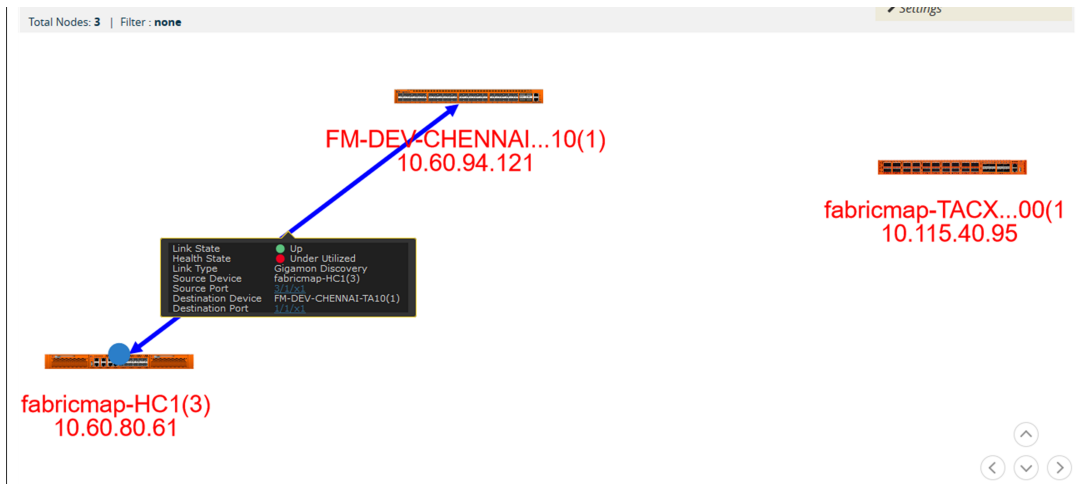 Total Nodes: 3 | Filter : none
Settings
FM-DEV-CHENNAI...10(1)
10.60.94.121
fabricmap-TACX...00(1
10.115.40.95
Link State Up
Health State Under Utilized
Link Type Gigamon Discovery
Source Device fabricmap-HC1(3)
Source Port 3/1/x1
Destination Device FM-DEV-CHENNAI-TA10(1)
Destination Port 1/1/x1
fabricmap-HC1(3)
10.60.80.61